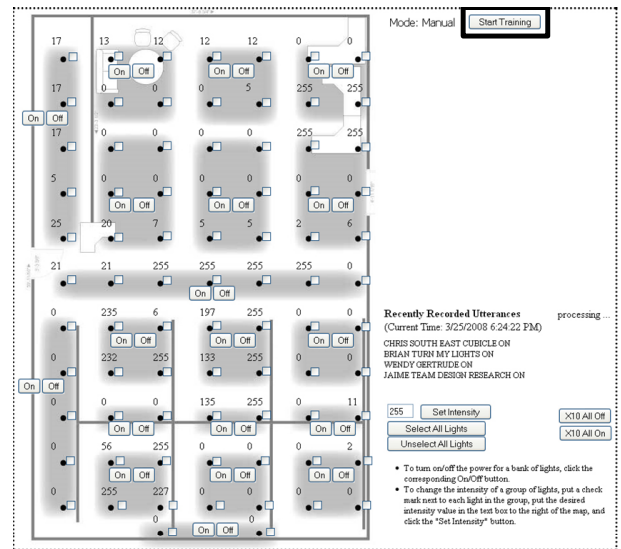 Mode: Manual Start Training
17 13 12 12 12 0 0
On Off On Off On Off
17 0 0 0 5 255 255
On Off
17 0 0 0 0 255 255
5 0 0 0 0 0 0
On Off On Off On Off
25 20 7 5 5 2 6
21 21 255 255 255 255 0
On Off
0 235 6 197 255 0 0
On Off On Off On Off
0 232 255 133 255 0 0
On Off
0 0 0 135 255 0 11
On Off On Off On Off
0 56 255 0 0 0 2
On Off On Off On Off
0 255 227 0 0 0 0
0 0
On Off
Recently Recorded Utterances processing ...
(Current Time: 3/25/2008 6:24:22 PM)
CHRIS SOUTH EAST CUBICLE ON
BRIAN TURN MY LIGHTS ON
WENDY GERTRUDE ON
JAIME TEAM DESIGN RESEARCH ON
255 Set Intensity X10 All Off
Select All Lights X10 All On
Unselect All Lights
• To turn on/off the power for a bank of lights, click the
corresponding On/Off button.
• To change the intensity of a group of lights, put a check
mark next to each light in the group, put the desired
intensity value in the text box to the right of the map, and
click the "Set Intensity" button.